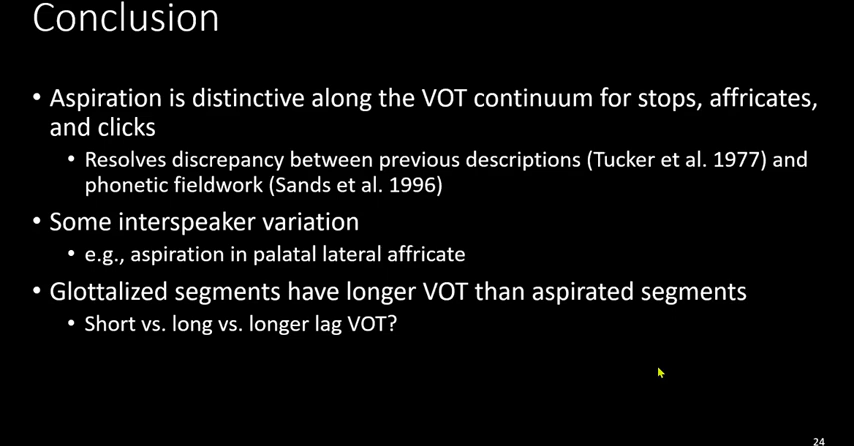 Conclusion
• Aspiration is distinctive along the VOT continuum for stops, affricates,
and clicks
• Resolves discrepancy between previous descriptions (Tucker et al. 1977) and
phonetic fieldwork (Sands et al. 1996)
• Some interspeaker variation
• e.g., aspiration in palatal lateral affricate
• Glottalized segments have longer VOT than aspirated segments
• Short vs. long vs. longer lag VOT?
24